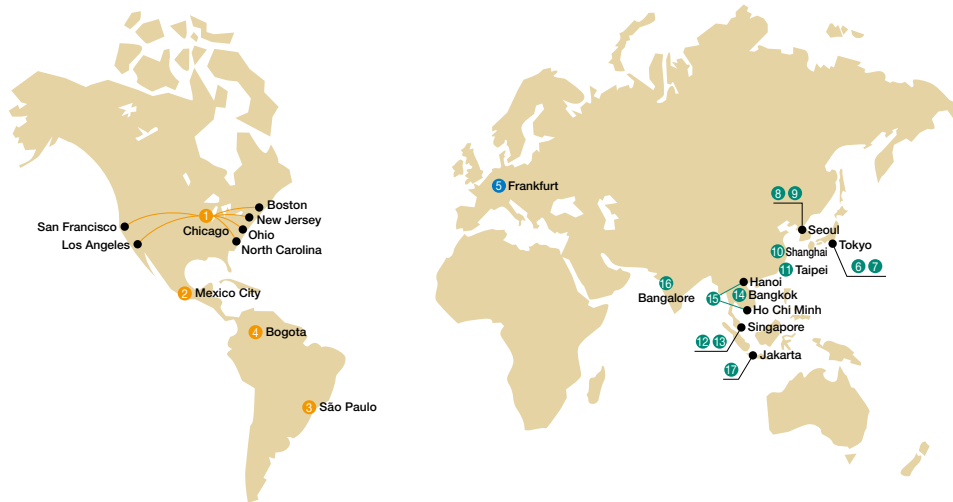 San Francisco
Los Angeles
1
Chicago
Boston
New Jersey
Ohio
North Carolina
2 Mexico City
4 Bogota
3 São Paulo
5 Frankfurt
8 9
Seoul
10 Shanghai
Tokyo
6 7
11 Taipei
16
Bangalore
Hanoi
15
14 Bangkok
Ho Chi Minh
Singapore
12 13
Jakarta
17